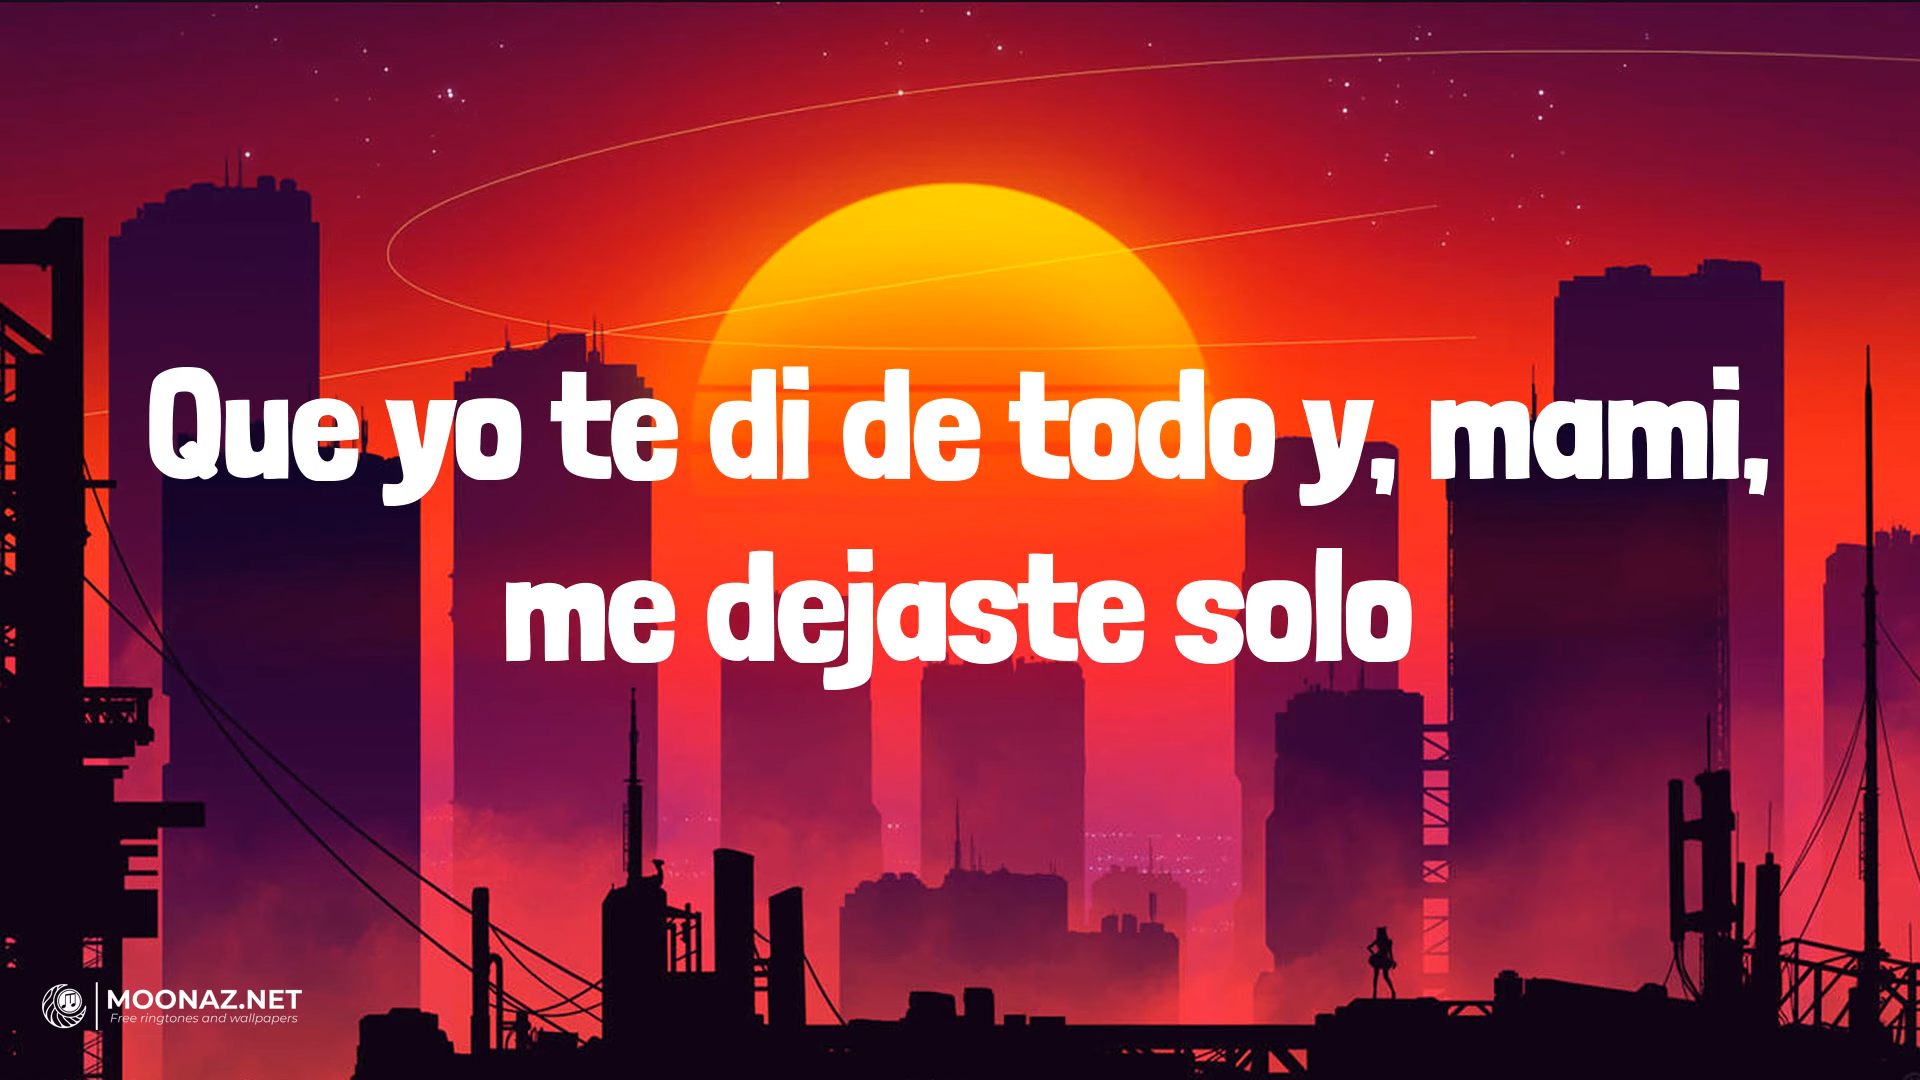 Que yo te di de todo y, mami,
me dejaste solo
MOONAZ.NET
Free ringtones and wallpapers